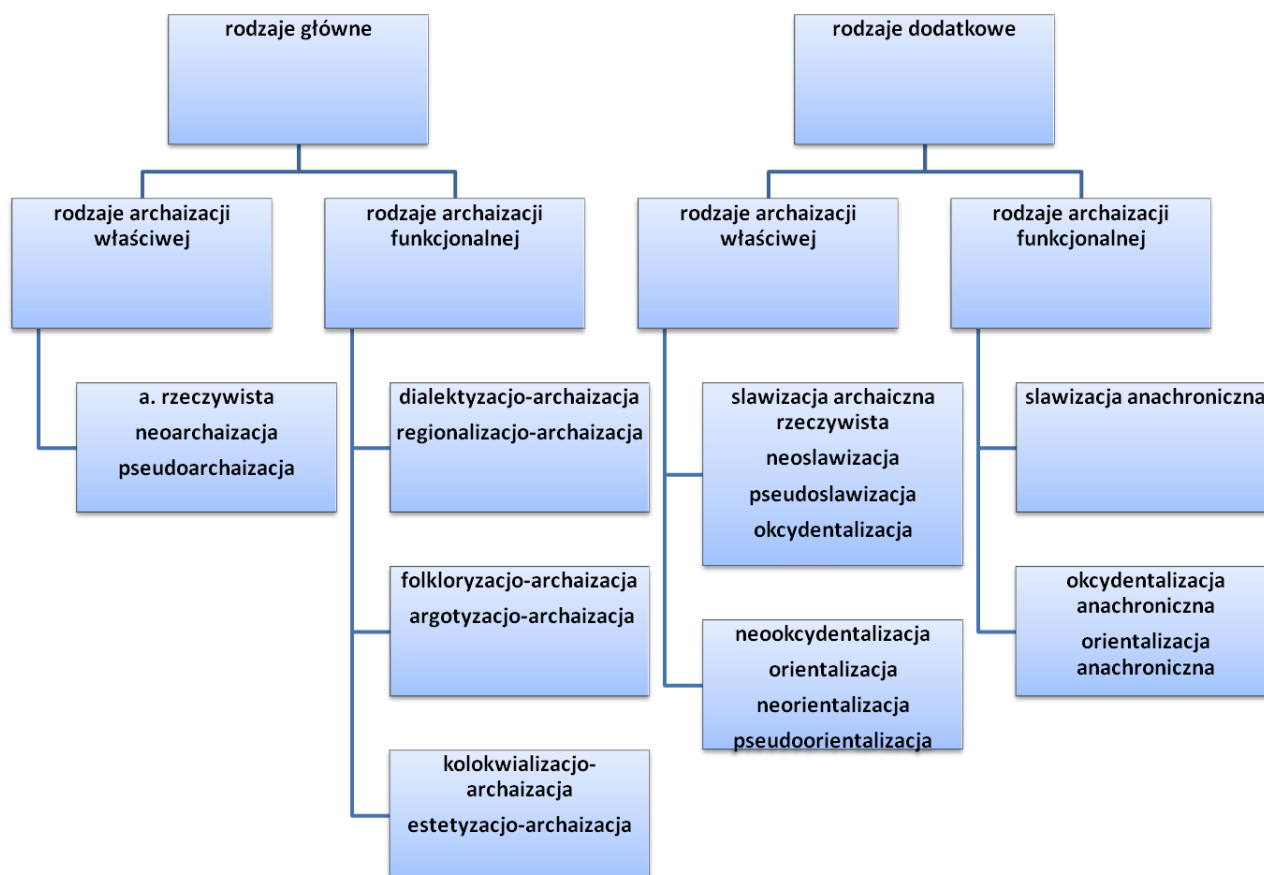 rodzaje główne
rodzaje dodatkowe
rodzaje archaizacji
właściwej
rodzaje archaizacji
funkcjonalnej
rodzaje archaizacji
właściwej
rodzaje archaizacji
funkcjonalnej
a. rzeczywista
neoarchaizacja
pseudoarchaizacja
dialektyzacjo-archaizacja
regionalizacjo-archaizacja
folkloryzacjo-archaizacja
argotyzacjo-archaizacja
kolokwializacjo-
archaizacja
estetyzacjo-archaizacja
slawizacja archaiczna
rzeczywista
neoslawizacja
pseudoslawizacja
okcydentalizacja
neookcydentalizacja
orientalizacja
neorientalizacja
pseudoorientalizacja
slawizacja anachroniczna
okcydentalizacja
anachroniczna
orientalizacja
anachroniczna